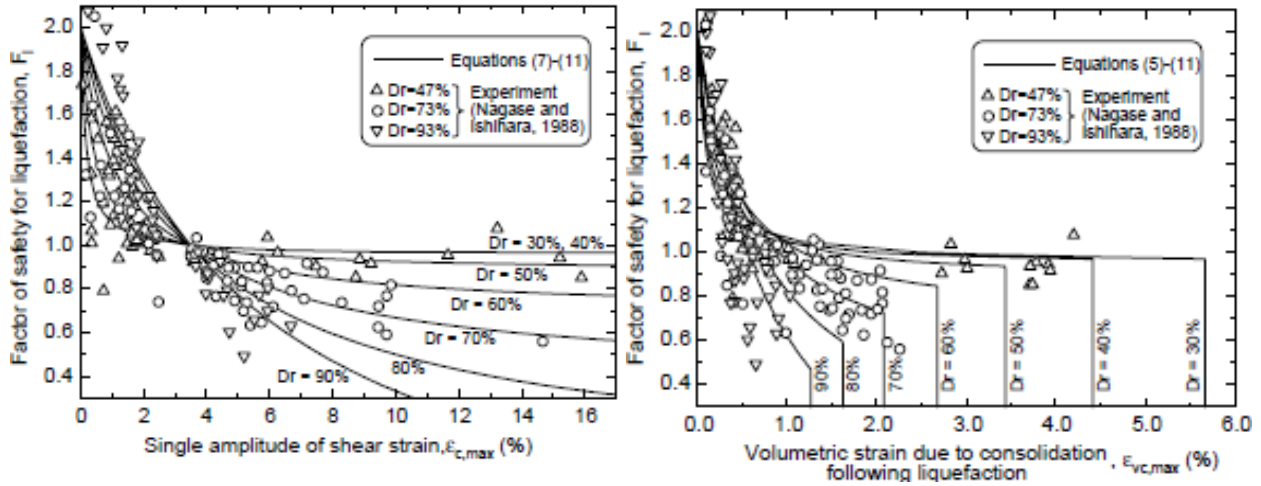 Factor of safety for liquefaction, F_l
2.0
1.8
1.6
1.4
1.2
1.0
0.8
0.6
0.4
Equations (7)-(11)
Dr=47%
Dr=73%
Dr=93%
Experiment
(Nagase and
Ishihara, 1988)
Dr = 30%, 40%
Dr = 50%
Dr = 60%
Dr = 70%
80%
Dr = 90%
0 2 4 6 8 10 12 14 16
Single amplitude of shear strain,ε_c,max (%)
Factor of safety for liquefaction, F_l
2.0
1.8
1.6
1.4
1.2
1.0
0.8
0.6
0.4
Equations (5)-(11)
Dr=47%
Dr=73%
Dr=93%
Experiment
(Nagase and
Ishihara, 1988)
90%
80%
70%
Dr = 60%
Dr = 50%
Dr = 40%
Dr = 30%
0.0 1.0 2.0 3.0 4.0 5.0 6.0
Volumetric strain due to consolidation
following liquefaction , ε_vc,max (%)